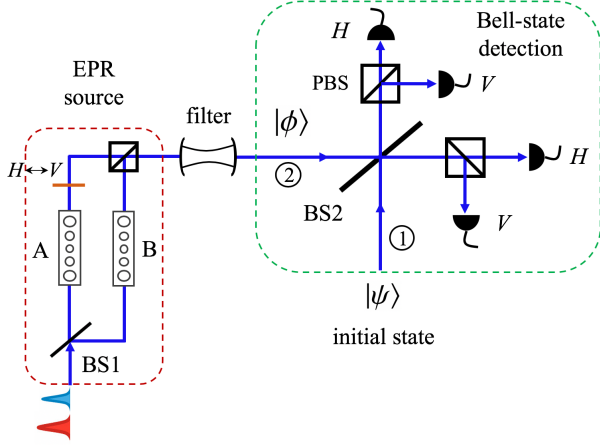 H
Bell-state
detection
EPR
source
PBS
V
filter
|ϕ⟩
H↔V
②
H
BS2
①
V
A
B
|ψ⟩
initial state
BS1